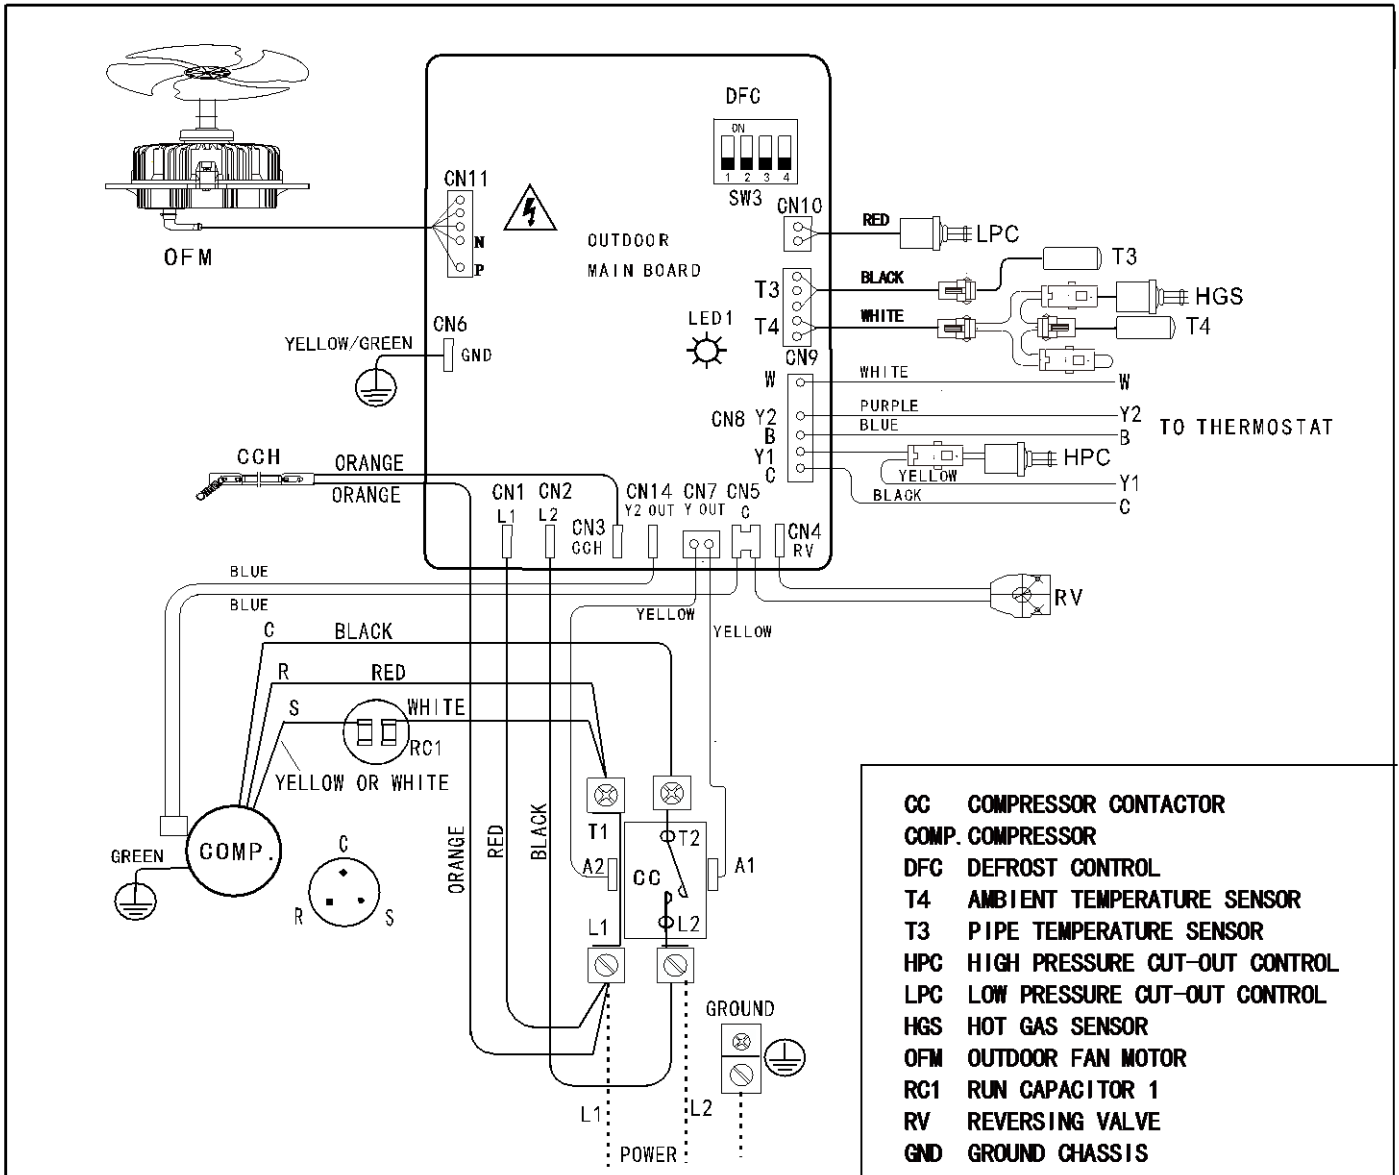 DFC
ON
1 2 3 4
SW3
CN11
N
P
OFM
OUTDOOR
MAIN BOARD
CN10
RED
LPC
T3
BLACK
T3
HGS
T4
WHITE
T4
CN9
LED1
CN6
YELLOW/GREEN
GND
W
WHITE
W
CN8
Y2
PURPLE
Y2
B
BLUE
B
TO THERMOSTAT
Y1
HPC
YELLOW
Y1
C
BLACK
C
CCH
ORANGE
ORANGE
CN1
L1
CN2
L2
CN3
CCH
CN14
Y2 OUT
CN7
Y OUT
CN5
C
CN4
RV
BLUE
BLUE
YELLOW
YELLOW
RV
C
BLACK
R
RED
S
WHITE
RC1
YELLOW OR WHITE
GREEN
COMP.
C
R
S
ORANGE
RED
BLACK
T1
T2
A2
CC
A1
L1
L2
GROUND
L1
L2
POWER
CC COMPRESSOR CONTACTOR
COMP. COMPRESSOR
DFC DEFROST CONTROL
T4 AMBIENT TEMPERATURE SENSOR
T3 PIPE TEMPERATURE SENSOR
HPC HIGH PRESSURE CUT-OUT CONTROL
LPC LOW PRESSURE CUT-OUT CONTROL
HGS HOT GAS SENSOR
OFM OUTDOOR FAN MOTOR
RC1 RUN CAPACITOR 1
RV REVERSING VALVE
GND GROUND CHASSIS